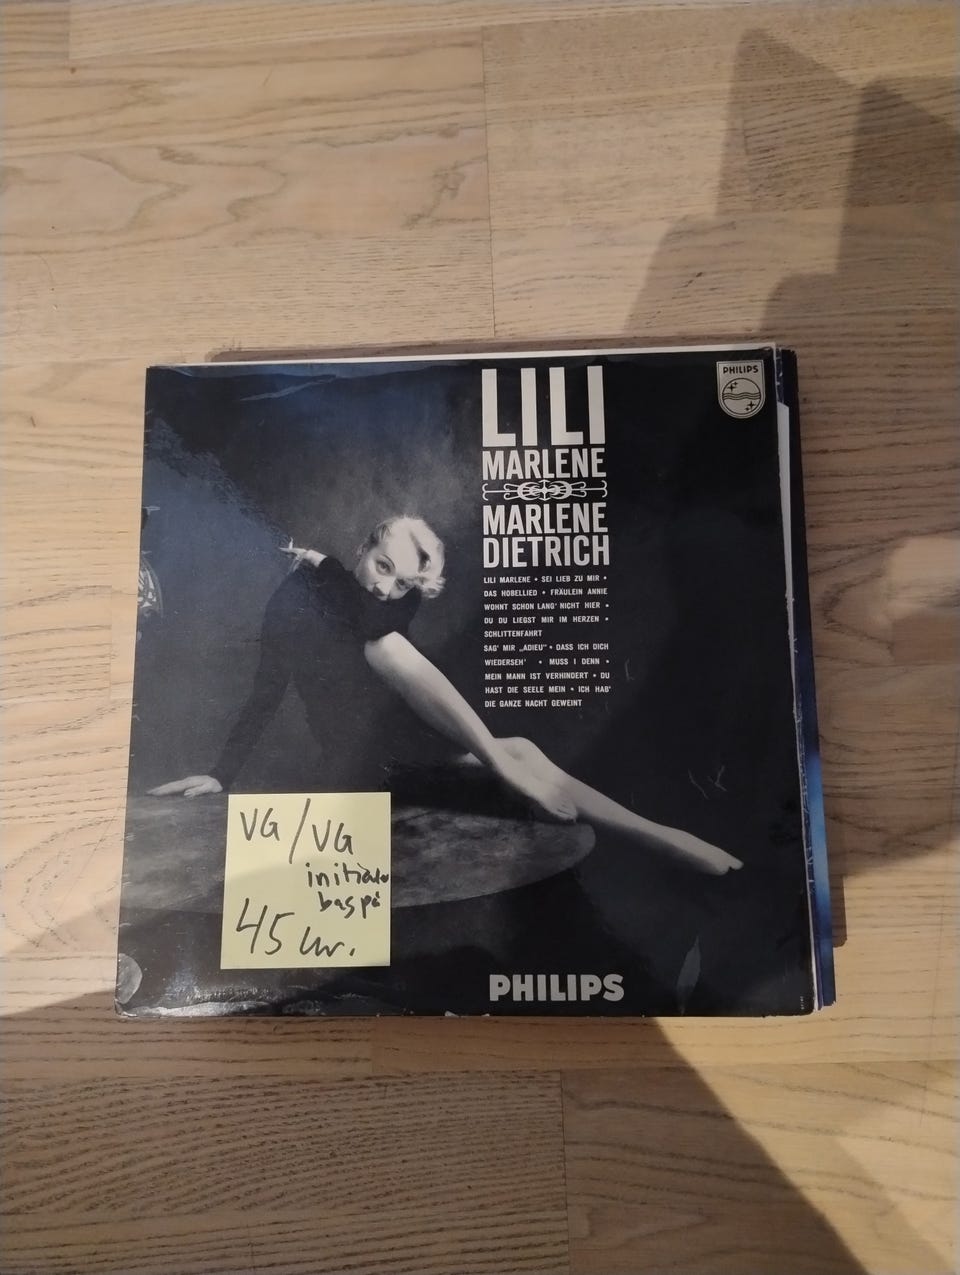 PHILIPS
LILI
MARLENE
MARLENE
DIETRICH
LILI MARLENE • SEI LIEB ZU MIR •
DAS HOBELLIED • FRÄULEIN ANNIE
WOHNT SCHON LANG' NICHT HIER •
DU DU LIEGST MIR IM HERZEN •
SCHLITTENFAHRT
SAG' MIR „ADIEU" • DASS ICH DICH
WIEDERSEH' • MUSS I DENN •
MEIN MANN IST VERHINDERT • DU
HAST DIE SEELE MEIN • ICH HAB'
DIE GANZE NACHT GEWEINT
VG/VG
initialer
bagpå
45 kr.
PHILIPS